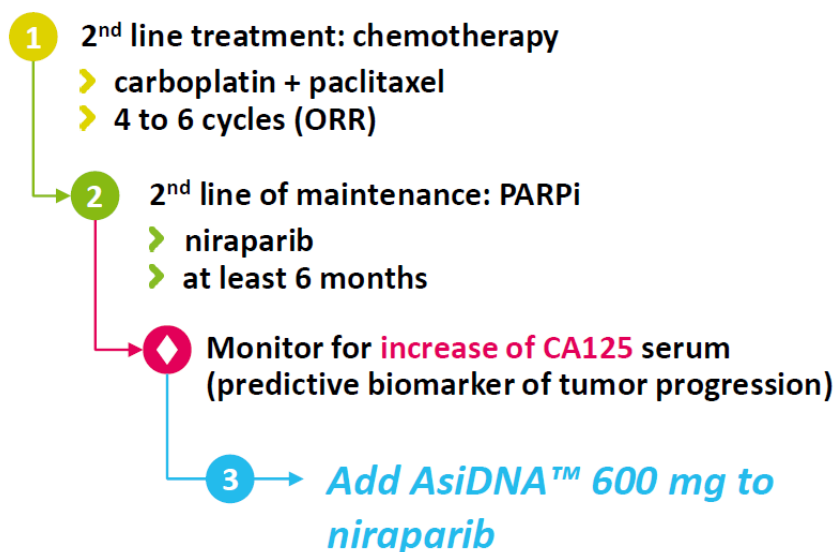 1 2nd line treatment: chemotherapy
carboplatin + paclitaxel
4 to 6 cycles (ORR)
2 2nd line of maintenance: PARPi
niraparib
at least 6 months
Monitor for increase of CA125 serum
(predictive biomarker of tumor progression)
3 Add AsiDNA™ 600 mg to
niraparib